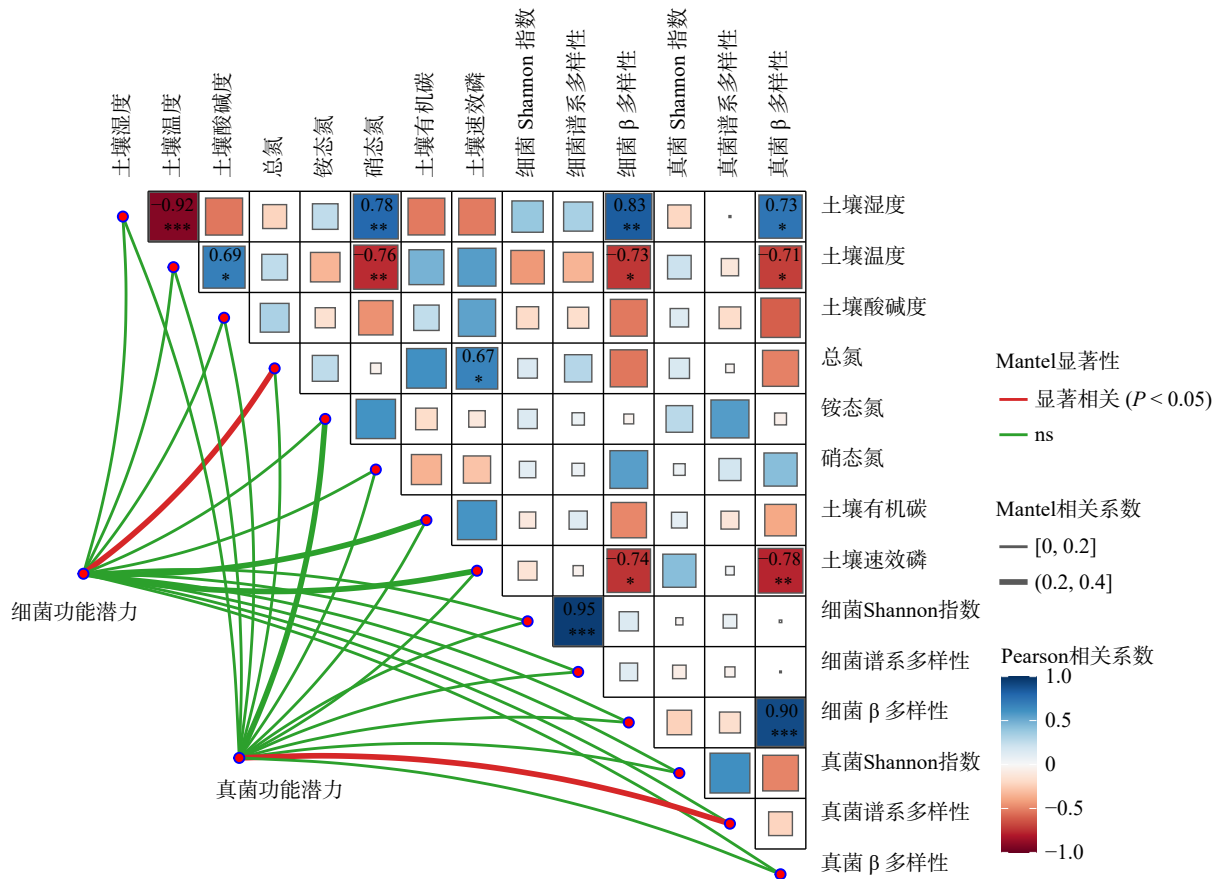 土壤湿度
土壤温度
土壤酸碱度
总氮
铵态氮
硝态氮
土壤有机碳
土壤速效磷
细菌 Shannon 指数
细菌谱系多样性
细菌 β 多样性
真菌 Shannon 指数
真菌谱系多样性
真菌 β 多样性
−0.92 0.78 0.83 0.73 土壤湿度
*** ** ** *
0.69 −0.76 −0.73 −0.71 土壤温度
* ** * *
土壤酸碱度
0.67 总氮
*
铵态氮
硝态氮
土壤有机碳
−0.74 −0.78 土壤速效磷
* **
0.95 细菌Shannon指数
***
细菌谱系多样性
0.90 细菌 β 多样性
***
真菌Shannon指数
真菌谱系多样性
真菌 β 多样性
细菌功能潜力
真菌功能潜力
Mantel显著性
显著相关 (P < 0.05)
ns
Mantel相关系数
[0, 0.2]
(0.2, 0.4]
Pearson相关系数
1.0
0.5
0
−0.5
−1.0